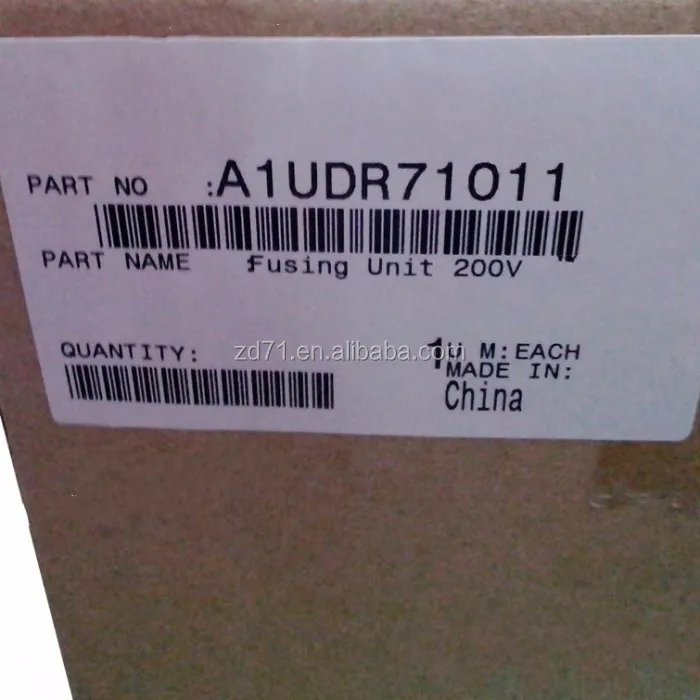 PART NO :A1UDR71011
PART NAME Fusing Unit 200V
QUANTITY: 1 U M:EACH
zd71.en.alibaba.com
MADE IN:
China